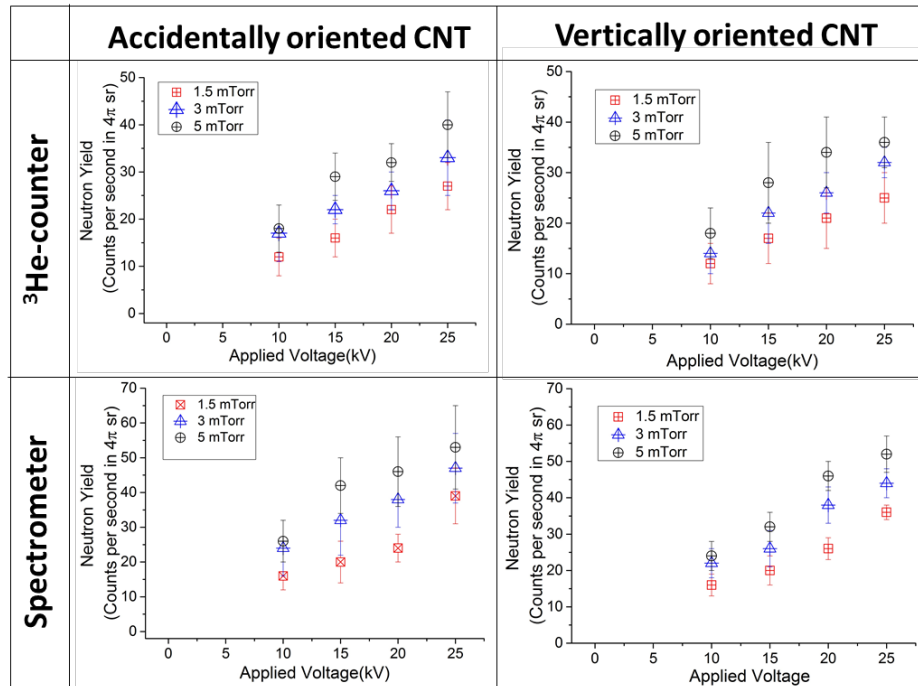 Accidentally oriented CNT
Vertically oriented CNT
³He-counter
50
40
30
20
10
0
Neutron Yield
(Counts per second in 4π sr)
1.5 mTorr
3 mTorr
5 mTorr
0 5 10 15 20 25
Applied Voltage(kV)
50
40
30
20
10
0
Neutron Yield
(Counts per second in 4π sr)
1.5 mTorr
3 mTorr
5 mTorr
0 5 10 15 20 25
Applied Voltage(kV)
Spectrometer
70
60
50
40
30
20
10
0
Neutron Yield
(Counts per second in 4π sr)
1.5 mTorr
3 mTorr
5 mTorr
0 5 10 15 20 25
Applied Voltage(kV)
70
60
50
40
30
20
10
0
Neutron Yield
(Counts per second in 4π sr)
1.5 mTorr
3 mTorr
5 mTorr
0 5 10 15 20 25
Applied Voltage